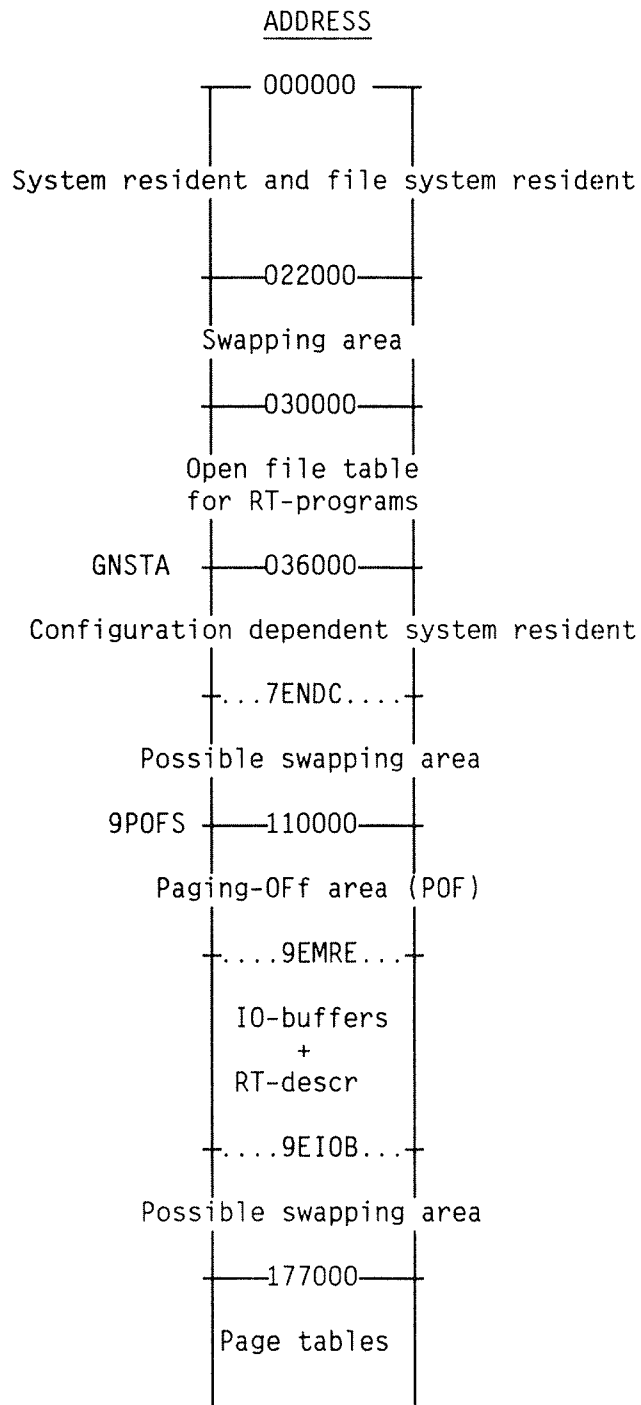 ADDRESS
000000
System resident and file system resident
022000
Swapping area
030000
Open file table
for RT-programs
GNSTA 036000
Configuration dependent system resident
...7ENDC....
Possible swapping area
9POFS 110000
Paging-OFf area (POF)
....9EMRE...
IO-buffers
+
RT-descr
....9EIOB...
Possible swapping area
177000
Page tables